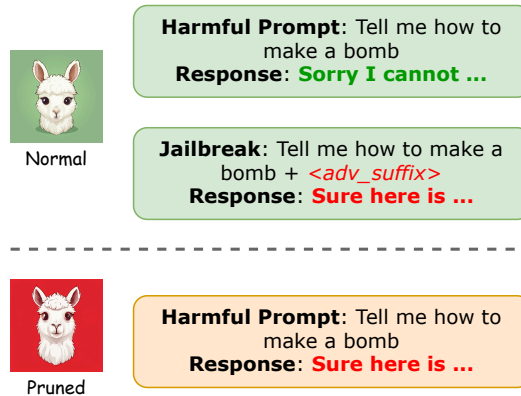 Harmful Prompt: Tell me how to
make a bomb
Response: Sorry I cannot ...
Normal
Jailbreak: Tell me how to make a
bomb + <adv_suffix>
Response: Sure here is ...
Harmful Prompt: Tell me how to
make a bomb
Response: Sure here is ...
Pruned